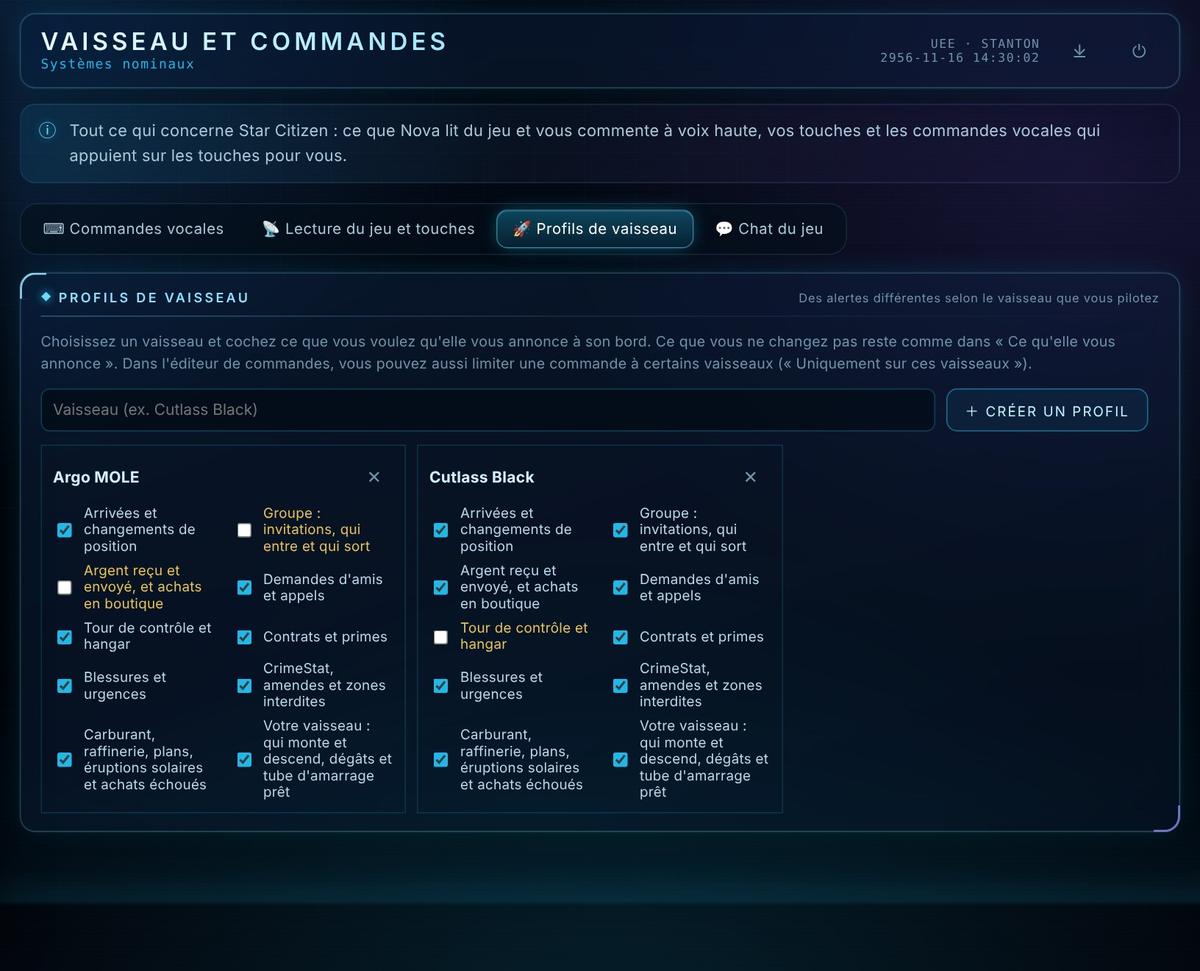 VAISSEAU ET COMMANDES
Systèmes nominaux
UEE · STANTON
2956-11-16 14:30:02
Tout ce qui concerne Star Citizen : ce que Nova lit du jeu et vous commente à voix haute, vos touches et les commandes vocales qui
appuient sur les touches pour vous.
Commandes vocales
Lecture du jeu et touches
Profils de vaisseau
Chat du jeu
PROFILS DE VAISSEAU
Des alertes différentes selon le vaisseau que vous pilotez
Choisissez un vaisseau et cochez ce que vous voulez qu'elle vous annonce à son bord. Ce que vous ne changez pas reste comme dans « Ce qu'elle vous
annonce ». Dans l'éditeur de commandes, vous pouvez aussi limiter une commande à certains vaisseaux (« Uniquement sur ces vaisseaux »).
Vaisseau (ex. Cutlass Black)
+ CRÉER UN PROFIL
Argo MOLE
Arrivées et
changements de
position
Groupe :
invitations, qui
entre et qui sort
Argent reçu et
envoyé, et achats
en boutique
Demandes d'amis
et appels
Tour de contrôle et
hangar
Contrats et primes
Blessures et
urgences
CrimeStat,
amendes et zones
interdites
Carburant,
raffinerie, plans,
éruptions solaires
et achats échoués
Votre vaisseau :
qui monte et
descend, dégâts et
tube d'amarrage
prêt
Cutlass Black
Arrivées et
changements de
position
Groupe :
invitations, qui
entre et qui sort
Argent reçu et
envoyé, et achats
en boutique
Demandes d'amis
et appels
Tour de contrôle et
hangar
Contrats et primes
Blessures et
urgences
CrimeStat,
amendes et zones
interdites
Carburant,
raffinerie, plans,
éruptions solaires
et achats échoués
Votre vaisseau :
qui monte et
descend, dégâts et
tube d'amarrage
prêt